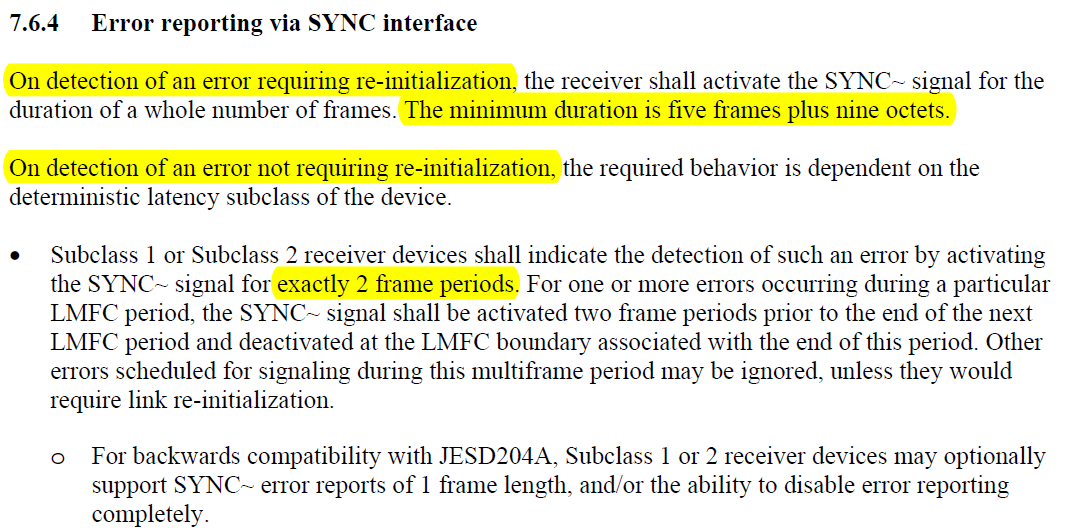 7.6.4 Error reporting via SYNC interface
On detection of an error requiring re-initialization, the receiver shall activate the SYNC~ signal for the
duration of a whole number of frames. The minimum duration is five frames plus nine octets.
On detection of an error not requiring re-initialization, the required behavior is dependent on the
deterministic latency subclass of the device.
• Subclass 1 or Subclass 2 receiver devices shall indicate the detection of such an error by activating
the SYNC~ signal for exactly 2 frame periods. For one or more errors occurring during a particular
LMFC period, the SYNC~ signal shall be activated two frame periods prior to the end of the next
LMFC period and deactivated at the LMFC boundary associated with the end of this period. Other
errors scheduled for signaling during this multiframe period may be ignored, unless they would
require link re-initialization.
o For backwards compatibility with JESD204A, Subclass 1 or 2 receiver devices may optionally
support SYNC~ error reports of 1 frame length, and/or the ability to disable error reporting
completely.